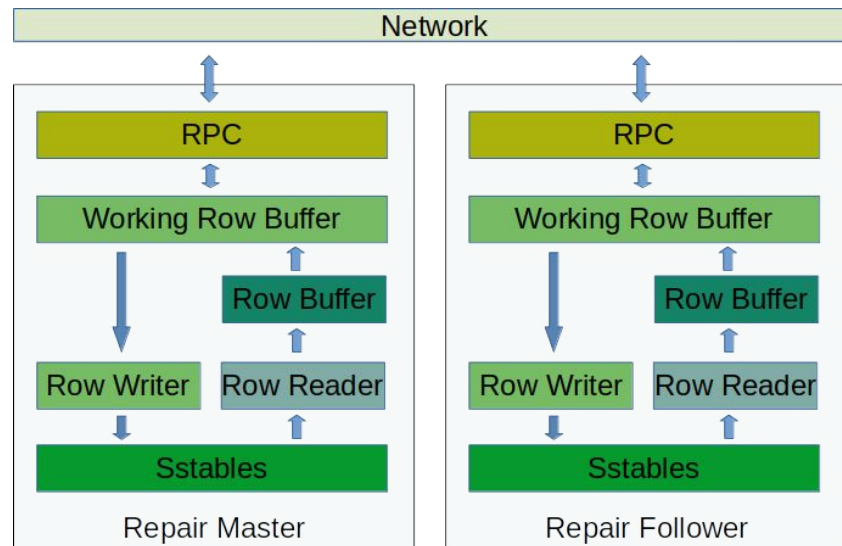 Network
RPC
Working Row Buffer
Row Buffer
Row Writer
Row Reader
Sstables
Repair Master
RPC
Working Row Buffer
Row Buffer
Row Writer
Row Reader
Sstables
Repair Follower